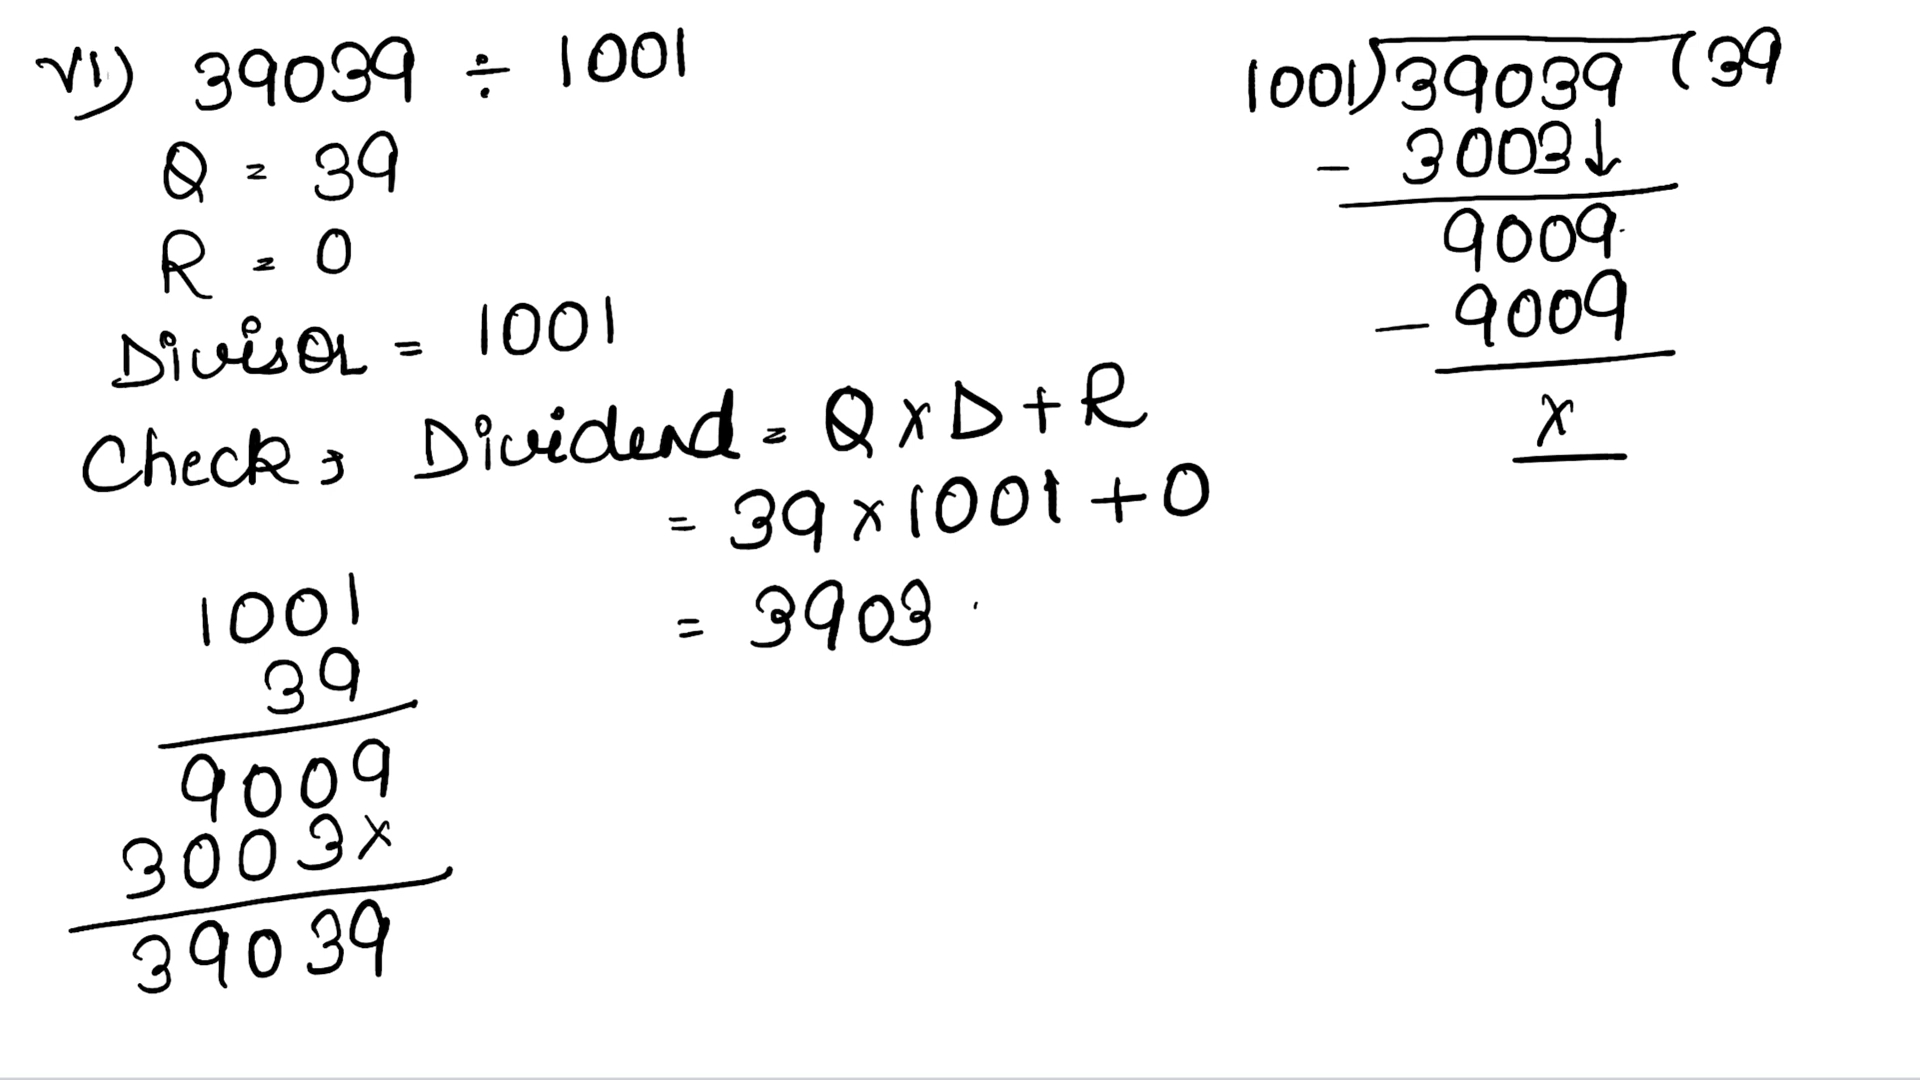 VI) 39039 ÷ 1001
Q = 39
R = 0
Divisor = 1001
Check, Dividend = Q x D + R
= 39 x 1001 + 0
= 3903
1001
39
9009
3003x
39039
1001)39039(39
- 3003↓
9009
- 9009
x